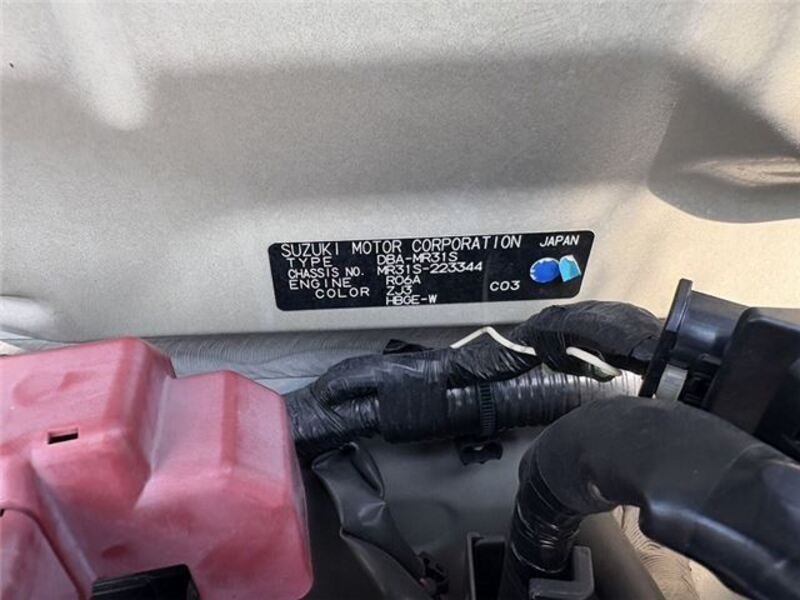 SUZUKI MOTOR CORPORATION JAPAN
TYPE DBA-MR31S
CHASSIS NO. MR31S-223344
ENGINE R06A
COLOR ZJ3 C03
HBGE-W